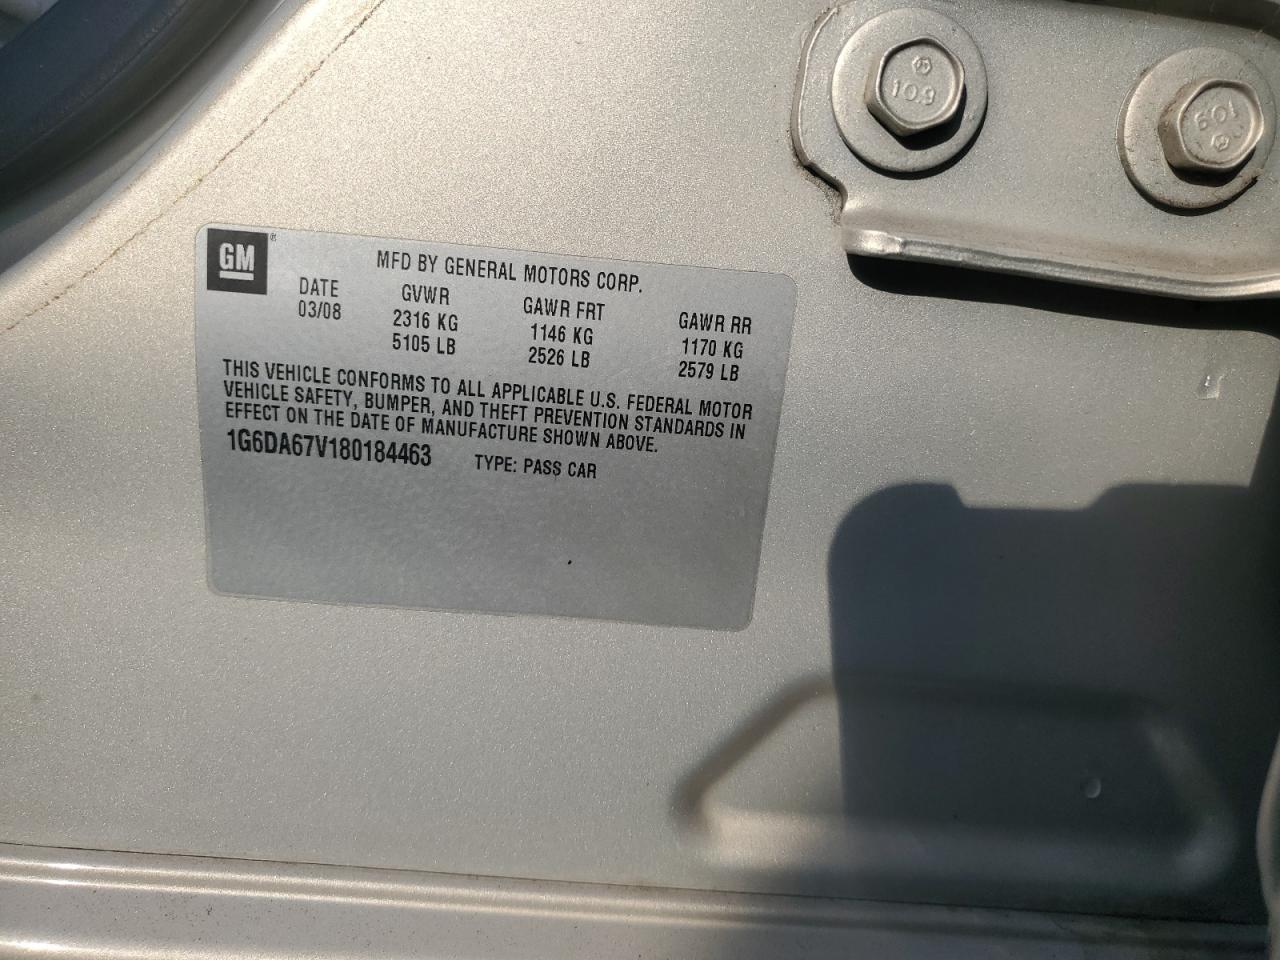 10.9
10.9
GM®
MFD BY GENERAL MOTORS CORP.
DATE GVWR GAWR FRT GAWR RR
03/08 2316 KG 1146 KG 1170 KG
5105 LB 2526 LB 2579 LB
THIS VEHICLE CONFORMS TO ALL APPLICABLE U.S. FEDERAL MOTOR
VEHICLE SAFETY, BUMPER, AND THEFT PREVENTION STANDARDS IN
EFFECT ON THE DATE OF MANUFACTURE SHOWN ABOVE.
1G6DA67V180184463 TYPE: PASS CAR